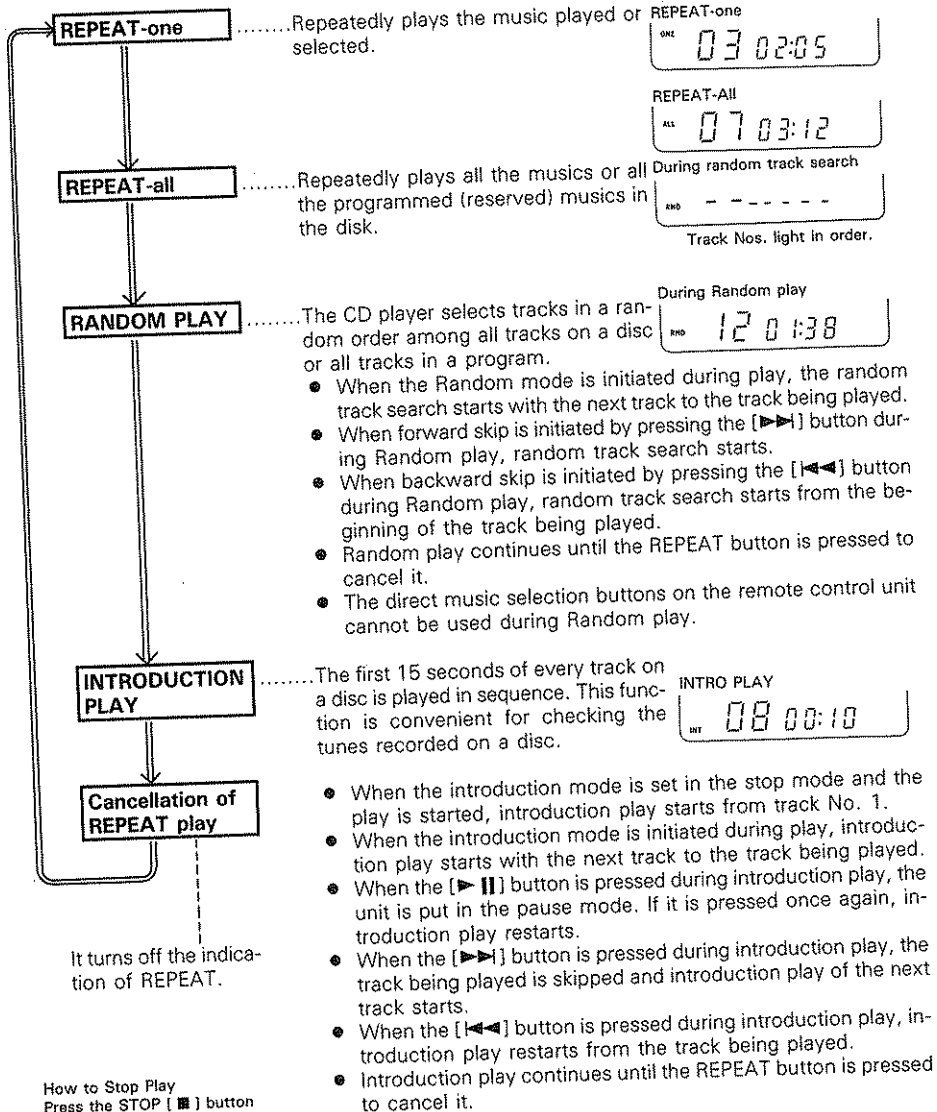 REPEAT-one
........Repeatedly plays the music played or
selected.
REPEAT-one
ONE 03 02:05
REPEAT-All
ALL 07 03:12
REPEAT-all
........Repeatedly plays all the musics or all
the programmed (reserved) musics in
the disk.
During random track search
RMD - - - - - - -
Track Nos. light in order.
RANDOM PLAY
........The CD player selects tracks in a ran-
dom order among all tracks on a disc
or all tracks in a program.
During Random play
RMD 12 01:38
● When the Random mode is initiated during play, the random
track search starts with the next track to the track being played.
● When forward skip is initiated by pressing the [▶▶|] button dur-
ing Random play, random track search starts.
● When backward skip is initiated by pressing the [|◀◀] button
during Random play, random track search starts from the be-
ginning of the track being played.
● Random play continues until the REPEAT button is pressed to
cancel it.
● The direct music selection buttons on the remote control unit
cannot be used during Random play.
INTRODUCTION
PLAY
........The first 15 seconds of every track on
a disc is played in sequence. This func-
tion is convenient for checking the
tunes recorded on a disc.
INTRO PLAY
INT 08 00:10
Cancellation of
REPEAT play
● When the introduction mode is set in the stop mode and the
play is started, introduction play starts from track No. 1.
● When the introduction mode is initiated during play, introduc-
tion play starts with the next track to the track being played.
● When the [▶ ||] button is pressed during introduction play, the
unit is put in the pause mode. If it is pressed once again, in-
troduction play restarts.
● When the [▶▶|] button is pressed during introduction play, the
track being played is skipped and introduction play of the next
track starts.
● When the [|◀◀] button is pressed during introduction play, in-
troduction play restarts from the track being played.
● Introduction play continues until the REPEAT button is pressed
to cancel it.
It turns off the indica-
tion of REPEAT.
How to Stop Play
Press the STOP [ ■ ] button